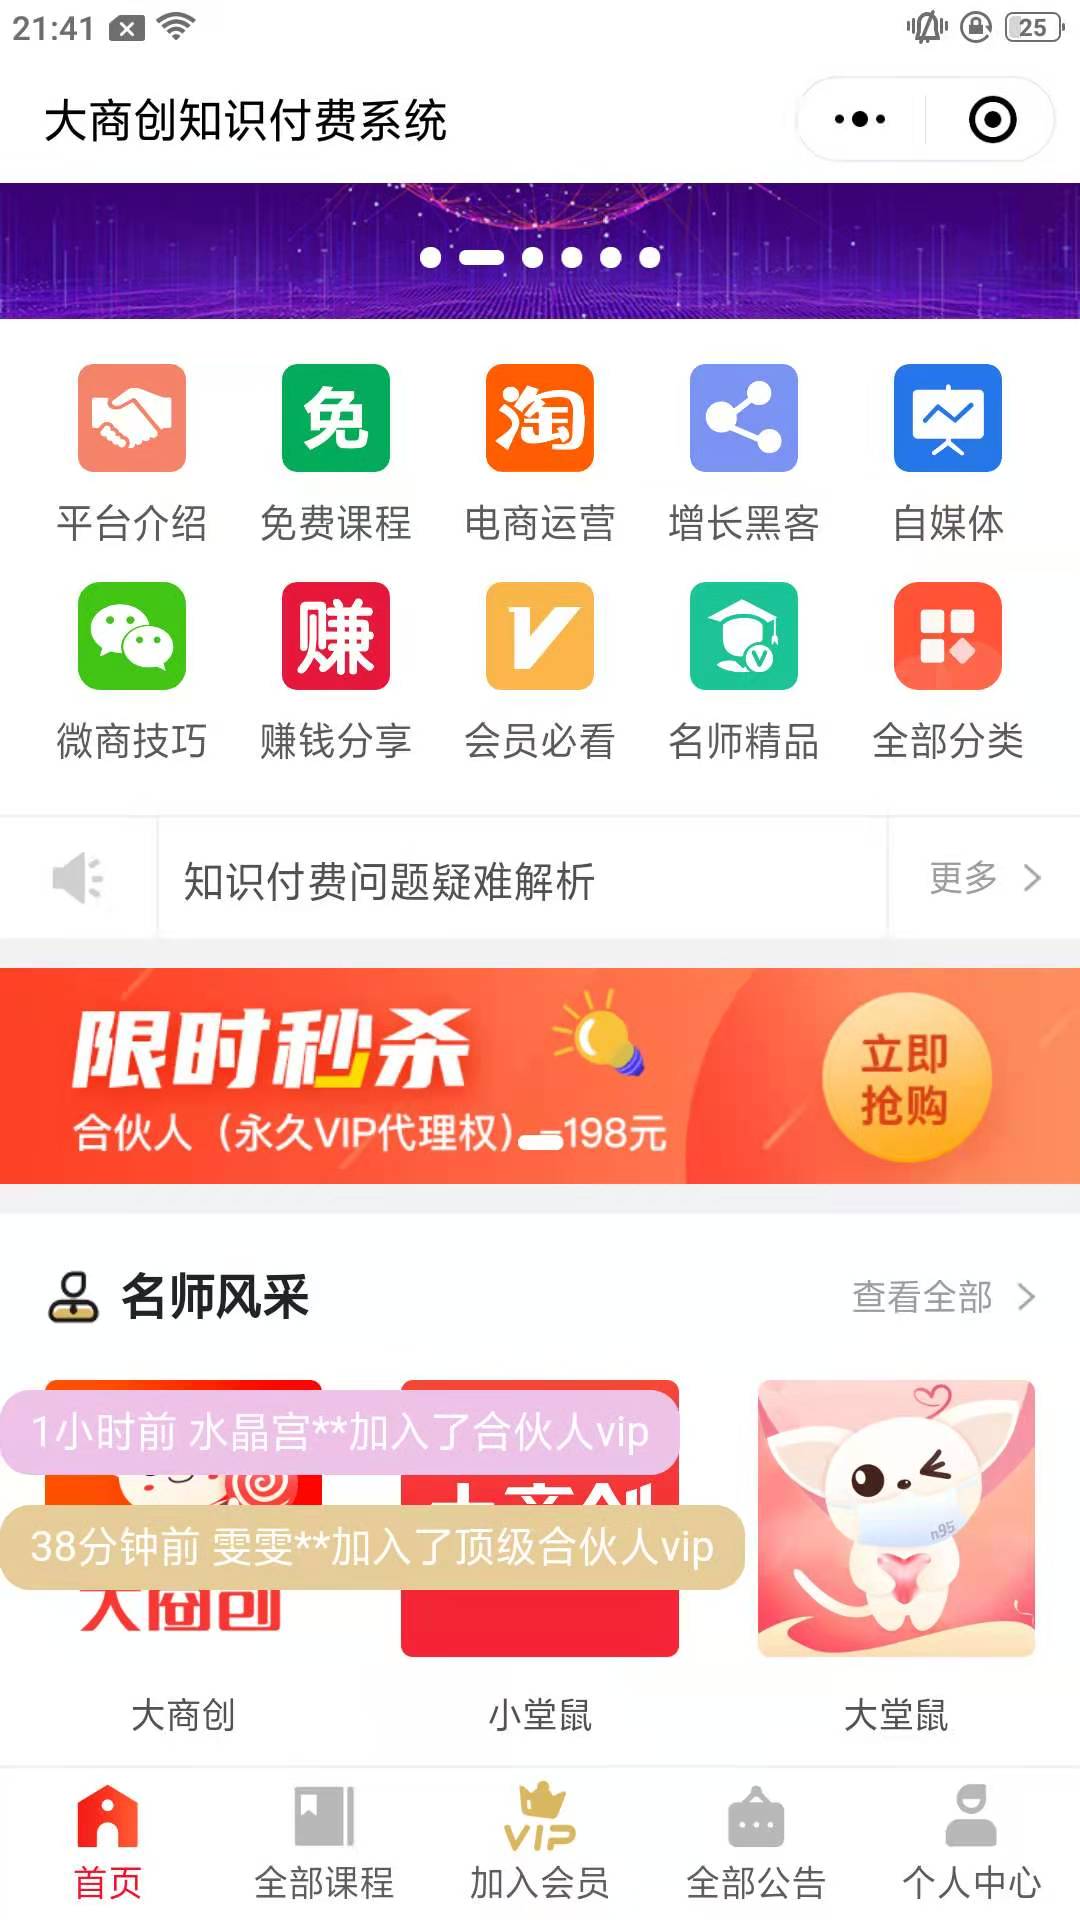 21:41
25
大商创知识付费系统
免
淘
平台介绍
免费课程
电商运营
增长黑客
自媒体
赚
V
V
微商技巧
赚钱分享
会员必看
名师精品
全部分类
知识付费问题疑难解析
更多
限时秒杀
合伙人（永久VIP代理权）—198元
立即
抢购
名师风采
查看全部
1小时前 水晶宫**加入了合伙人vip
大商创
n95
38分钟前 雯雯**加入了顶级合伙人vip
大商创
大商创
小堂鼠
大堂鼠
VIP
首页
全部课程
加入会员
全部公告
个人中心